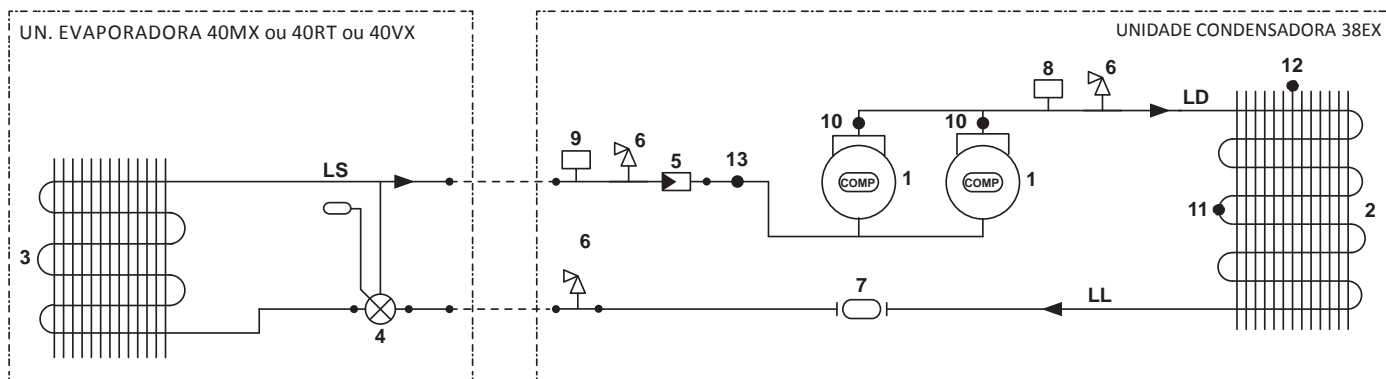 UN. EVAPORADORA 40MX ou 40RT ou 40VX
UNIDADE CONDENSADORA 38EX
8
6
12
LD
10
10
9
6
5
13
LS
COMP
1
COMP
1
11
2
3
6
7
LL
4